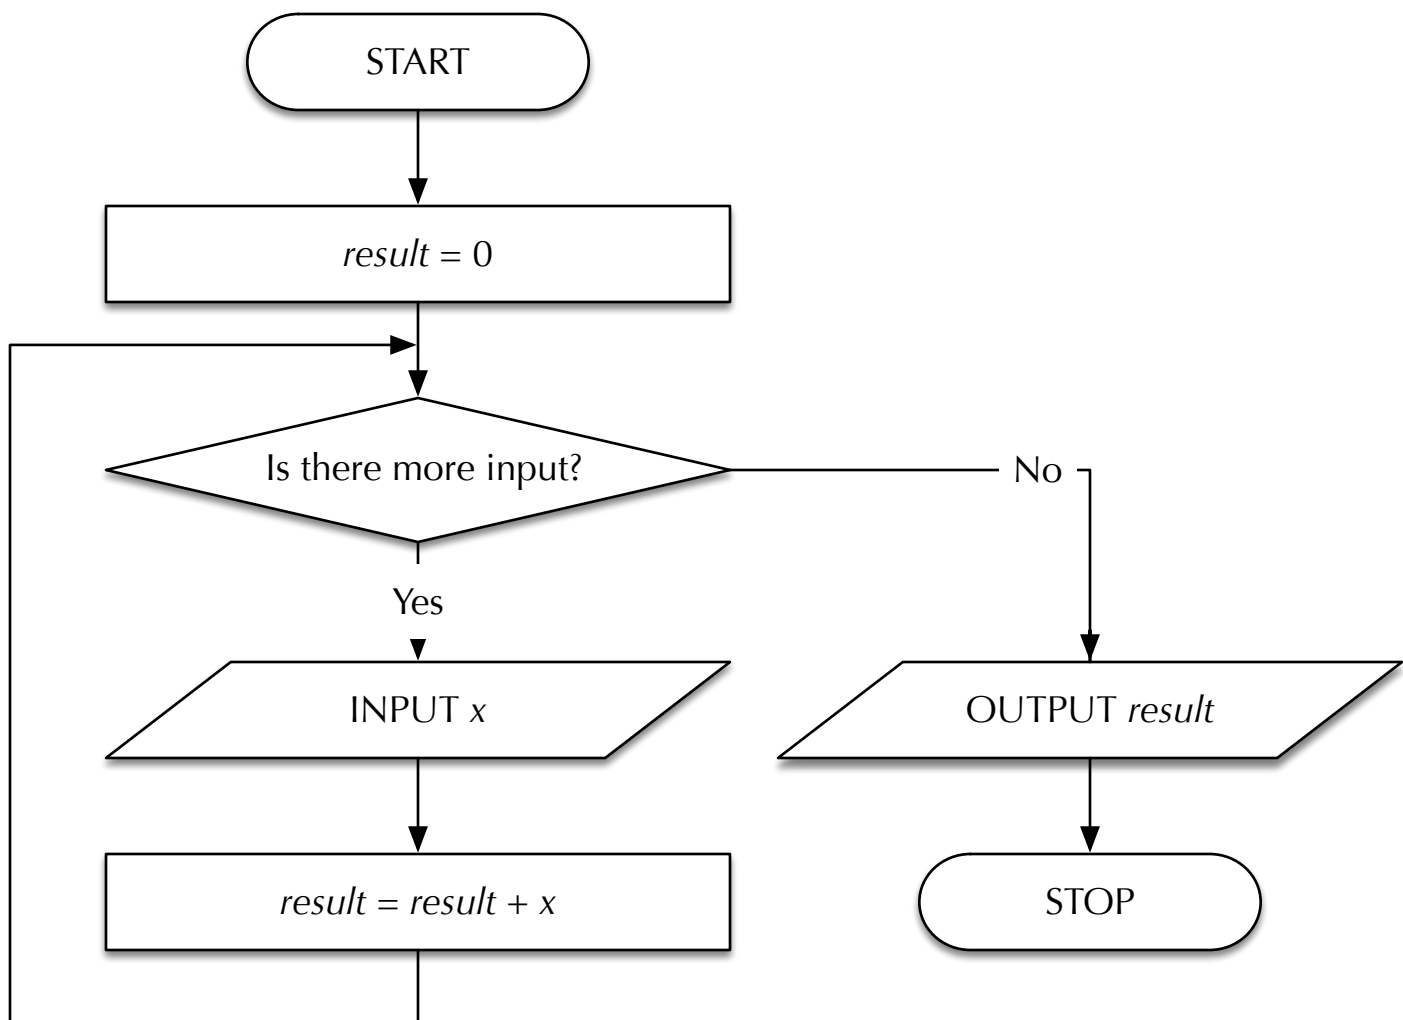 START
result = 0
Is there more input?
No
Yes
INPUT x
OUTPUT result
result = result + x
STOP